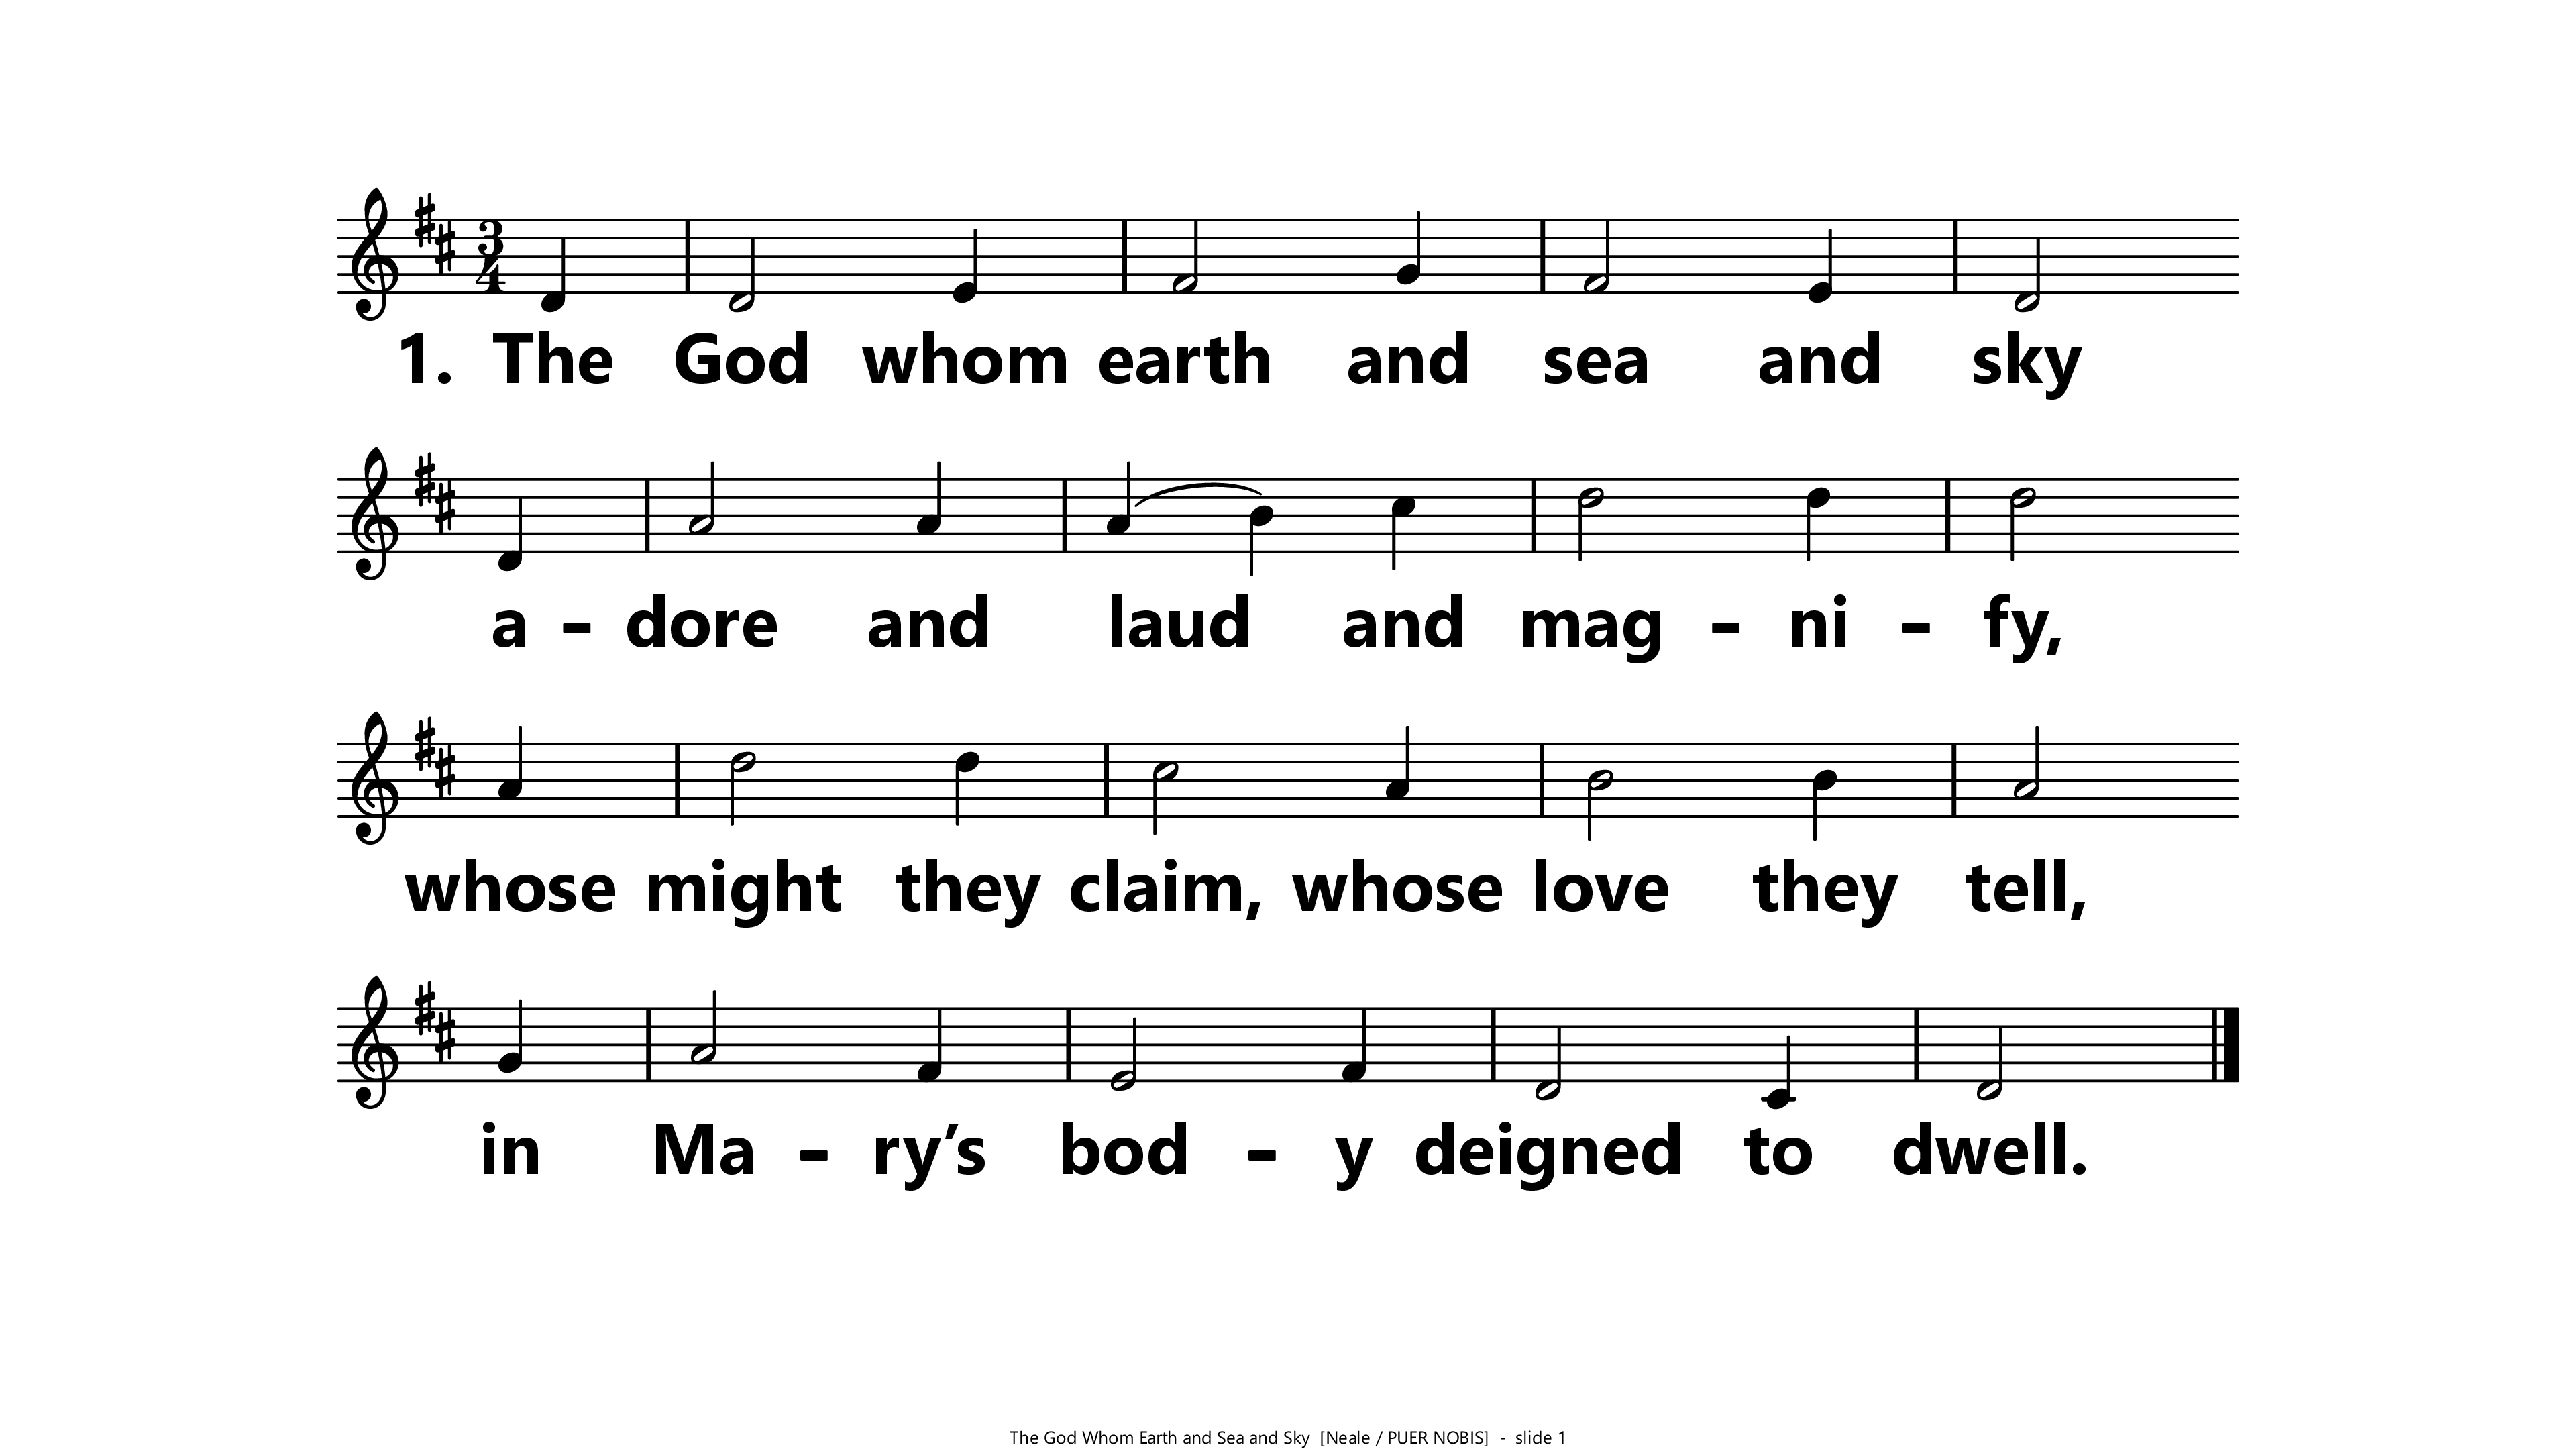 3
4
1. The God whom earth and sea and sky
a - dore and laud and mag - ni - fy,
whose might they claim, whose love they tell,
in Ma - ry’s bod - y deigned to dwell.
The God Whom Earth and Sea and Sky [Neale / PUER NOBIS] - slide 1